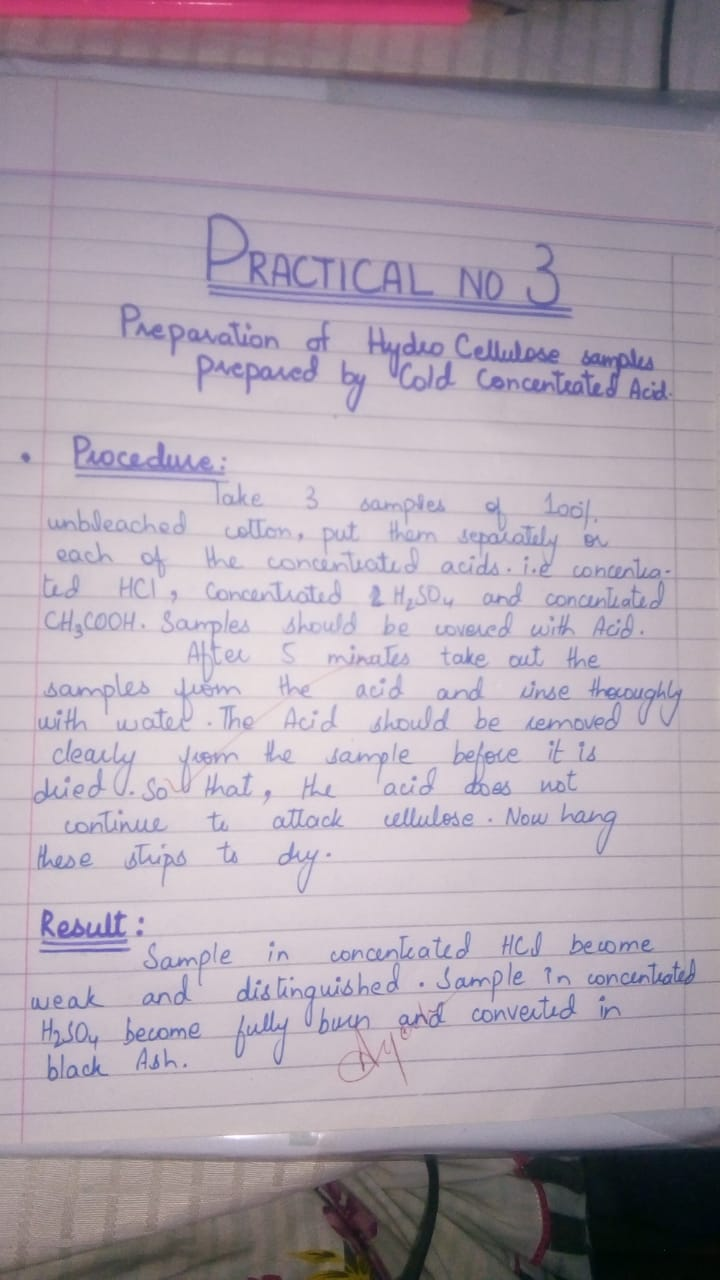 PRACTICAL NO 3
Preparation of Hydro Cellulose samples
prepared by Cold Concentrated Acid.
• Procedure:
Take 3 samples of 100%
unbleached cotton, put them separately on
each of the concentrated acids. i.e concentra-
ted HCl, Concentrated H2SO4 and concentrated
CH3COOH. Samples should be covered with Acid.
After 5 minates take out the
samples from the acid and rinse thoroughly
with water. The Acid should be removed
clearly from the sample before it is
dried. So that, the acid does not
continue to attack cellulose. Now hang
these strips to dry.
Result:
Sample in concentrated HCl become
weak and distinguished. Sample in concentrated
H2SO4 become fully burn and converted in
black Ash.